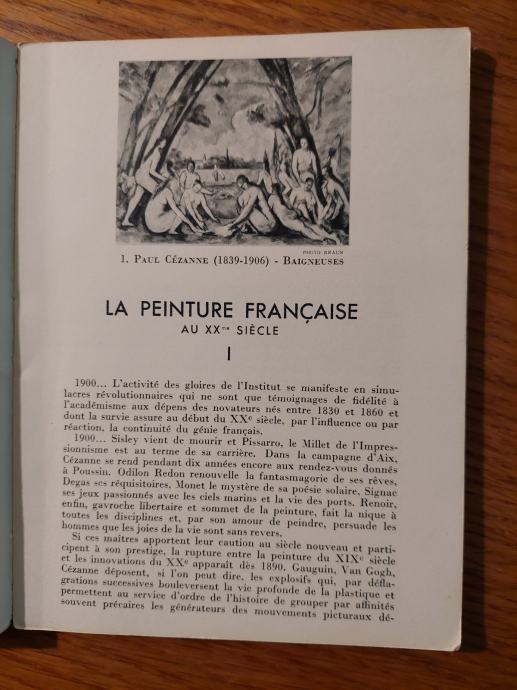 PHOTO BRAUN
1. Paul Cézanne (1839-1906) - Baigneuses
LA PEINTURE FRANÇAISE
AU XXme SIÈCLE
I
1900... L'activité des gloires de l'Institut se manifeste en simu-
lacres révolutionnaires qui ne sont que témoignages de fidélité à
l'académisme aux dépens des novateurs nés entre 1830 et 1860 et
dont la survie assure au début du XXe siècle, par l'influence ou par
réaction, la continuité du génie français.
1900... Sisley vient de mourir et Pissarro, le Millet de l'Impres-
sionnisme est au terme de sa carrière. Dans la campagne d'Aix,
Cézanne se rend pendant dix années encore aux rendez-vous donnés
à Poussin. Odilon Redon renouvelle la fantasmagorie de ses rêves,
Degas ses réquisitoires, Monet le mystère de sa poésie solaire, Signac
ses jeux passionnés avec les ciels marins et la vie des ports. Renoir,
enfin, gavroche libertaire et sommet de la peinture, fait la nique à
toutes les disciplines et, par son amour de peindre, persuade les
hommes que les joies de la vie sont sans revers.
Si ces maîtres apportent leur caution au siècle nouveau et parti-
cipent à son prestige, la rupture entre la peinture du XIXe siècle
et les innovations du XXe apparaît dès 1890. Gauguin, Van Gogh,
Cézanne déposent, si l'on peut dire, les explosifs qui, par défla-
grations successives bouleversent la vie profonde de la plastique et
permettent au service d'ordre de l'histoire de grouper par affinités
souvent précaires les générateurs des mouvements picturaux dé-